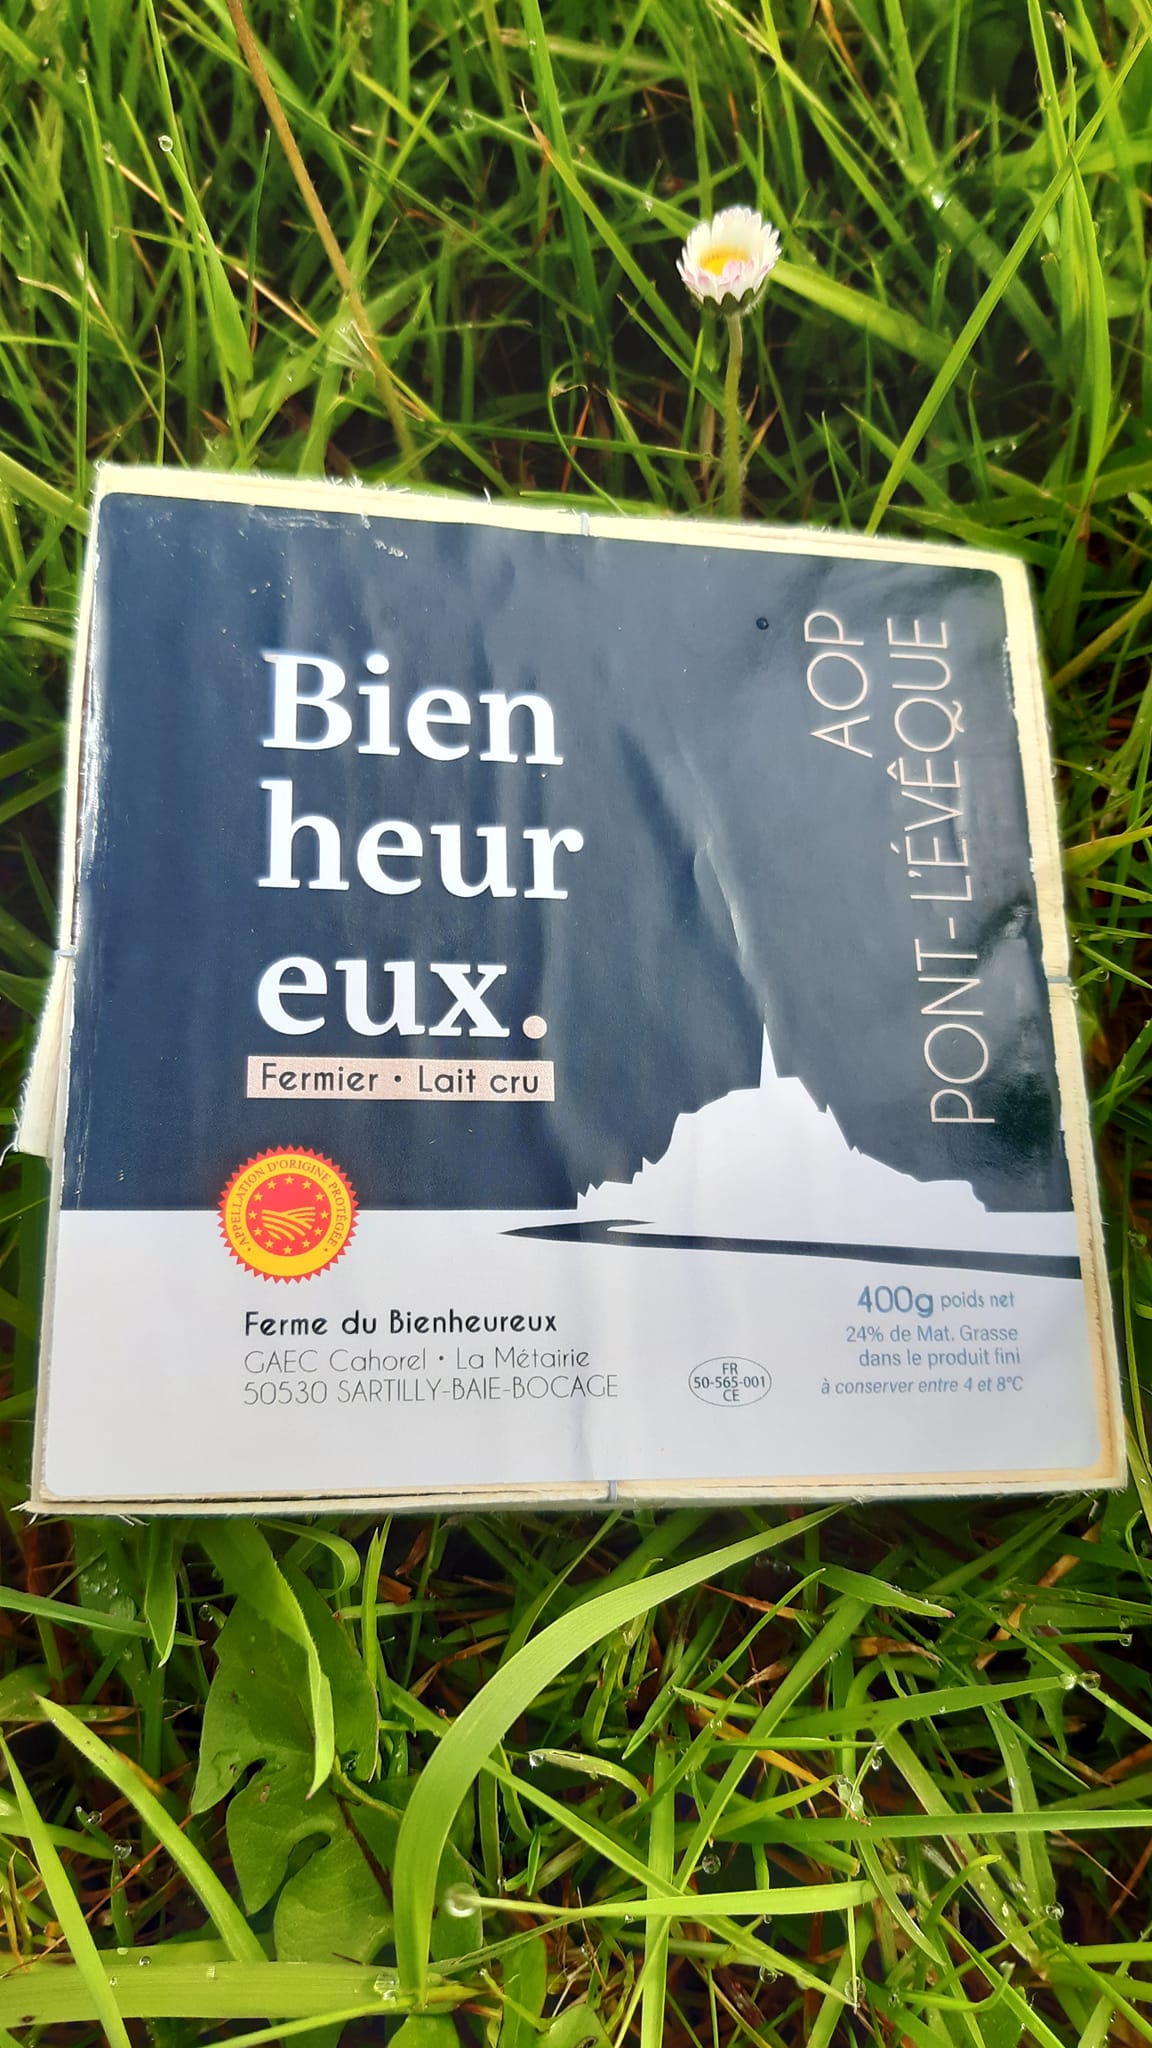 Bien
heur
eux.
Fermier • Lait cru
AOP
PONT-L'ÉVÊQUE
APPELLATION D'ORIGINE PROTÉGÉE
Ferme du Bienheureux
GAEC Cahorel • La Métairie
50530 SARTILLY-BAIE-BOCAGE
FR
50-565-001
CE
400g poids net
24% de Mat. Grasse
dans le produit fini
à conserver entre 4 et 8°C